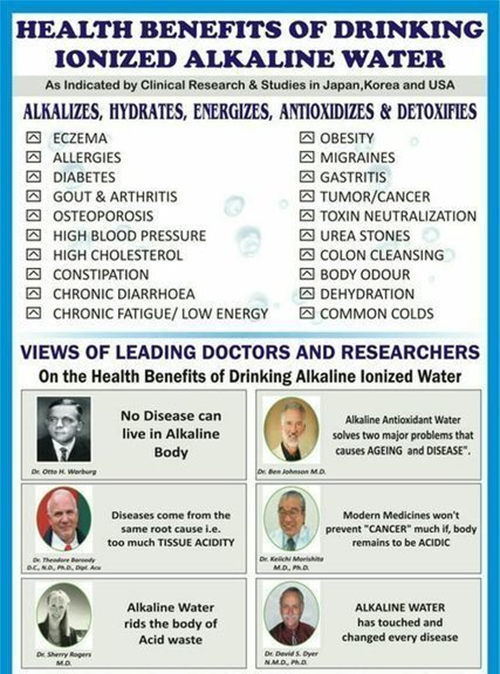 HEALTH BENEFITS OF DRINKING
IONIZED ALKALINE WATER
As Indicated by Clinical Research & Studies in Japan,Korea and USA
ALKALIZES, HYDRATES, ENERGIZES, ANTIOXIDIZES & DETOXIFIES
ECZEMA
ALLERGIES
DIABETES
GOUT & ARTHRITIS
OSTEOPOROSIS
HIGH BLOOD PRESSURE
HIGH CHOLESTEROL
CONSTIPATION
CHRONIC DIARRHOEA
CHRONIC FATIGUE/ LOW ENERGY
OBESITY
MIGRAINES
GASTRITIS
TUMOR/CANCER
TOXIN NEUTRALIZATION
UREA STONES
COLON CLEANSING
BODY ODOUR
DEHYDRATION
COMMON COLDS
VIEWS OF LEADING DOCTORS AND RESEARCHERS
On the Health Benefits of Drinking Alkaline Ionized Water
No Disease can
live in Alkaline
Body
Dr. Otto H. Warburg
Alkaline Antioxidant Water
solves two major problems that
causes AGEING and DISEASE".
Dr. Ben Johnson M.D.
Diseases come from the
same root cause i.e.
too much TISSUE ACIDITY
Dr. Theodore Baroody
D.C., N.D., Ph.D., Dipl. Acu
Modern Medicines won't
prevent "CANCER" much if, body
remains to be ACIDIC
Dr. Keiichi Morishita
M.D., Ph.D.
Alkaline Water
rids the body of
Acid waste
Dr. Sherry Rogers
M.D.
ALKALINE WATER
has touched and
changed every disease
Dr. David S. Dyer
N.M.D., Ph.D.